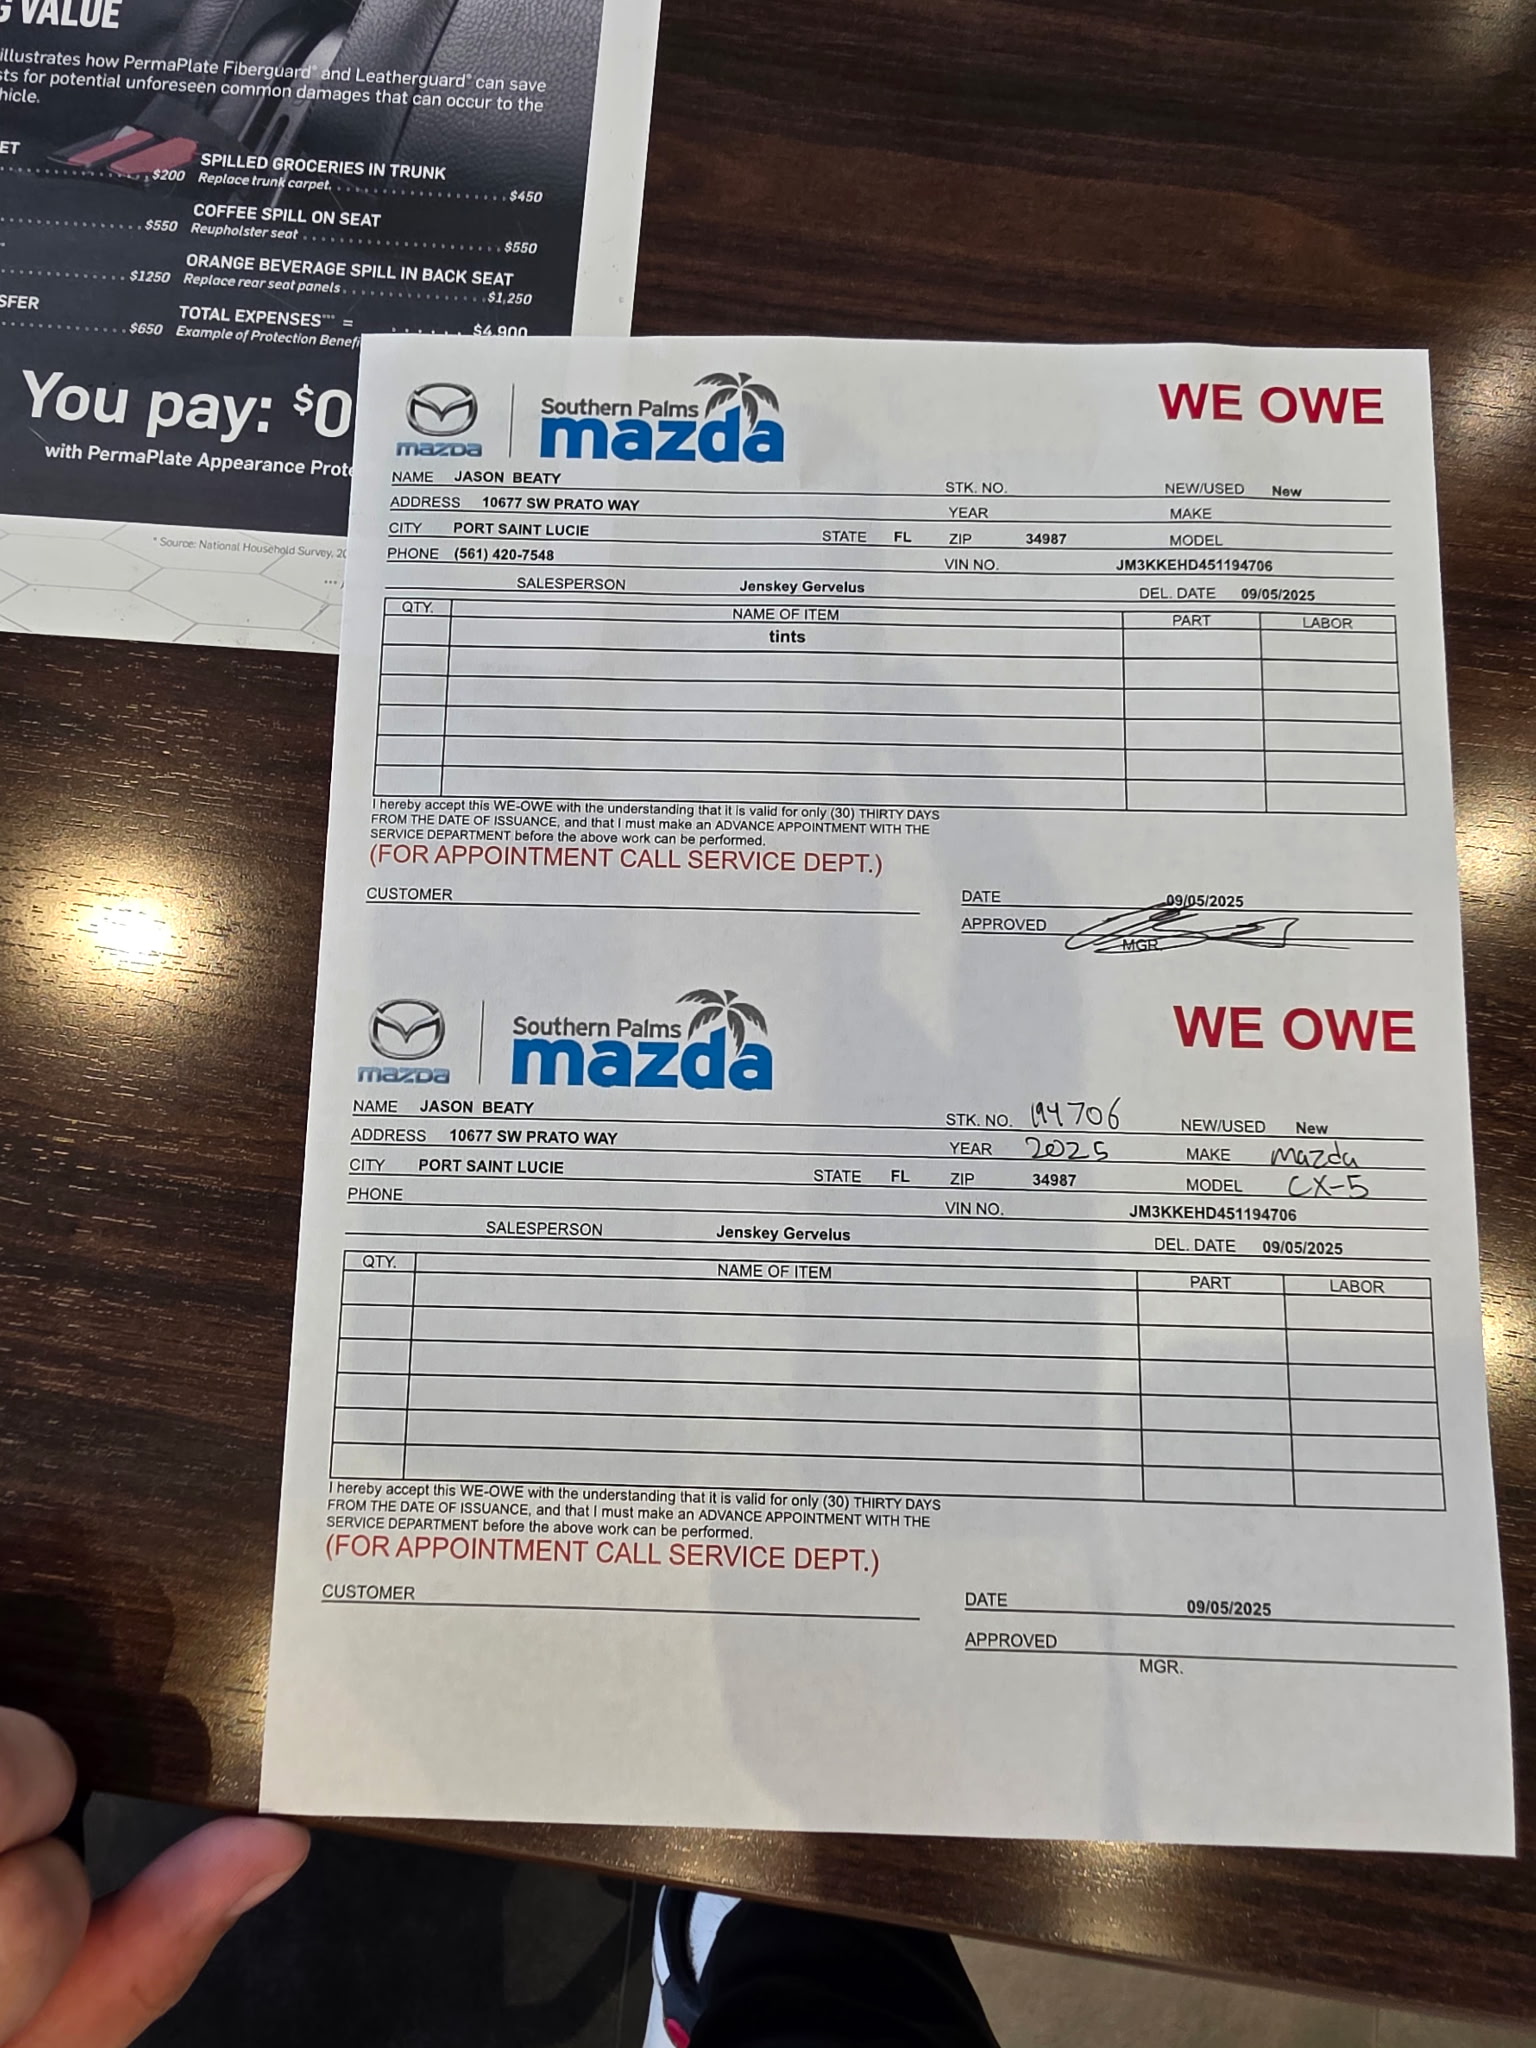 G VALUE
illustrates how PermaPlate Fiberguard® and Leatherguard® can save
sts for potential unforeseen common damages that can occur to the
hicle.
ET
$200
SPILLED GROCERIES IN TRUNK
Replace trunk carpet. $450
$550
COFFEE SPILL ON SEAT
Reupholster seat $550
$1250
ORANGE BEVERAGE SPILL IN BACK SEAT
Replace rear seat panels $1,250
SFER
$650
TOTAL EXPENSES*** = $4,900
Example of Protection Benefi
You pay: $0
with PermaPlate Appearance Prote
* Source: National Household Survey, 20
***
mazda
Southern Palms
mazda
WE OWE
NAME JASON BEATY STK. NO. NEW/USED New
ADDRESS 10677 SW PRATO WAY YEAR MAKE
CITY PORT SAINT LUCIE STATE FL ZIP 34987 MODEL
PHONE (561) 420-7548 VIN NO. JM3KKEHD451194706
SALESPERSON Jenskey Gervelus DEL. DATE 09/05/2025
QTY. NAME OF ITEM PART LABOR
tints
I hereby accept this WE-OWE with the understanding that it is valid for only (30) THIRTY DAYS
FROM THE DATE OF ISSUANCE, and that I must make an ADVANCE APPOINTMENT WITH THE
SERVICE DEPARTMENT before the above work can be performed.
(FOR APPOINTMENT CALL SERVICE DEPT.)
CUSTOMER DATE 09/05/2025
APPROVED
MGR.
mazda
Southern Palms
mazda
WE OWE
NAME JASON BEATY STK. NO. 194706 NEW/USED New
ADDRESS 10677 SW PRATO WAY YEAR 2025 MAKE mazda
CITY PORT SAINT LUCIE STATE FL ZIP 34987 MODEL CX-5
PHONE VIN NO. JM3KKEHD451194706
SALESPERSON Jenskey Gervelus DEL. DATE 09/05/2025
QTY. NAME OF ITEM PART LABOR
I hereby accept this WE-OWE with the understanding that it is valid for only (30) THIRTY DAYS
FROM THE DATE OF ISSUANCE, and that I must make an ADVANCE APPOINTMENT WITH THE
SERVICE DEPARTMENT before the above work can be performed.
(FOR APPOINTMENT CALL SERVICE DEPT.)
CUSTOMER DATE 09/05/2025
APPROVED
MGR.